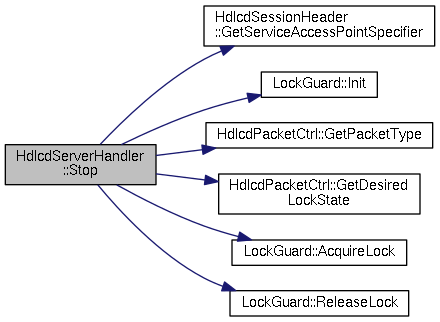 HdlcdSessionHeader
::GetServiceAccessPointSpecifier
LockGuard::Init
HdlcdPacketCtrl::GetPacketType
HdlcdServerHandler
::Stop
HdlcdPacketCtrl::GetDesired
LockState
LockGuard::AcquireLock
LockGuard::ReleaseLock